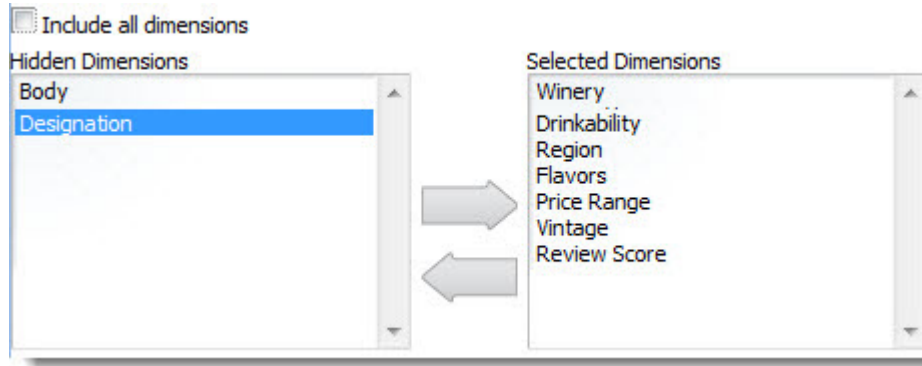 Include all dimensions
Hidden Dimensions
Body
Designation
Selected Dimensions
Winery
Drinkability
Region
Flavors
Price Range
Vintage
Review Score